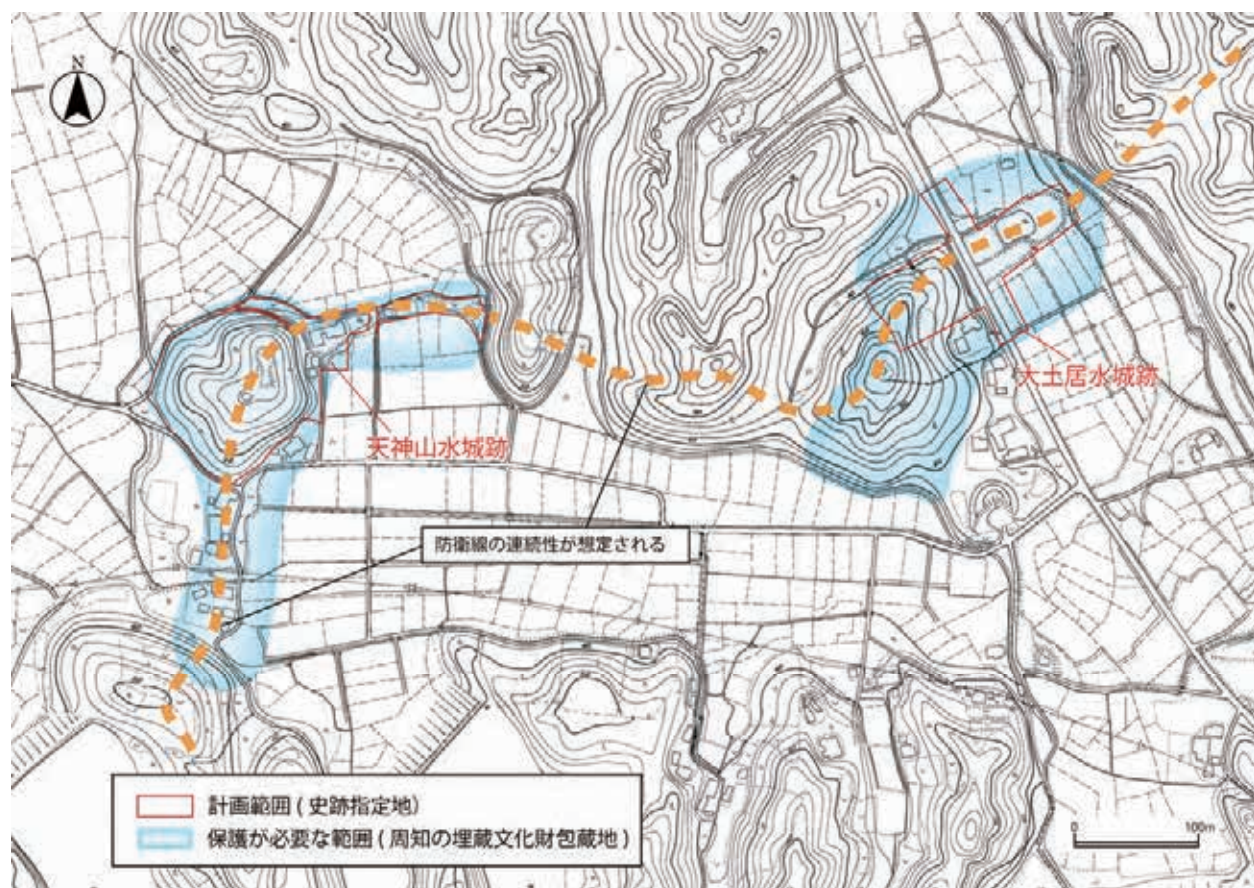 N
天神山水城跡
大土居水城跡
防衛線の連続性が想定される
計画範囲 ( 史跡指定地)
保護が必要な範囲 ( 周知の埋蔵文化財包蔵地 )
0 100m